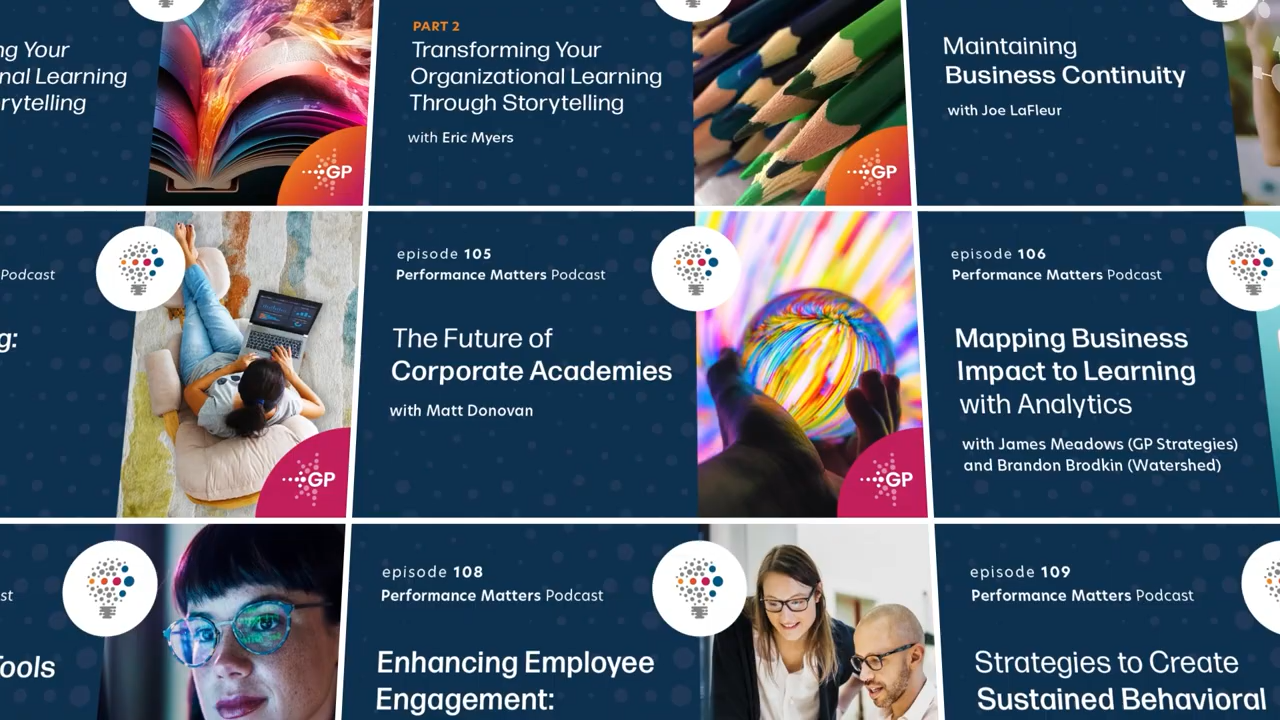 ng Your
nal Learning
rytelling
GP
PART 2
Transforming Your
Organizational Learning
Through Storytelling
with Eric Myers
GP
Maintaining
Business Continuity
with Joe LaFleur
Podcast
g:
GP
episode 105
Performance Matters Podcast
The Future of
Corporate Academies
with Matt Donovan
GP
episode 106
Performance Matters Podcast
Mapping Business
Impact to Learning
with Analytics
with James Meadows (GP Strategies)
and Brandon Brodkin (Watershed)
st
Tools
episode 108
Performance Matters Podcast
Enhancing Employee
Engagement:
episode 109
Performance Matters Podcast
Strategies to Create
Sustained Behavioral